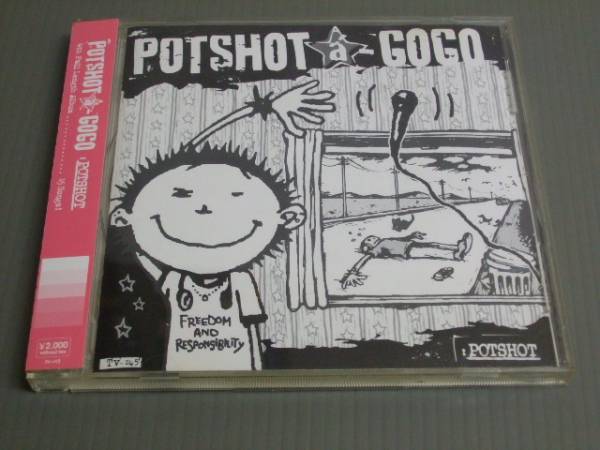 POTSHOT a-GOGO
FREEDOM
AND
RESPONSIBILITY
TV-045
: POTSHOT
POTSHOT a-GOGO : POTSHOT
¥2,000